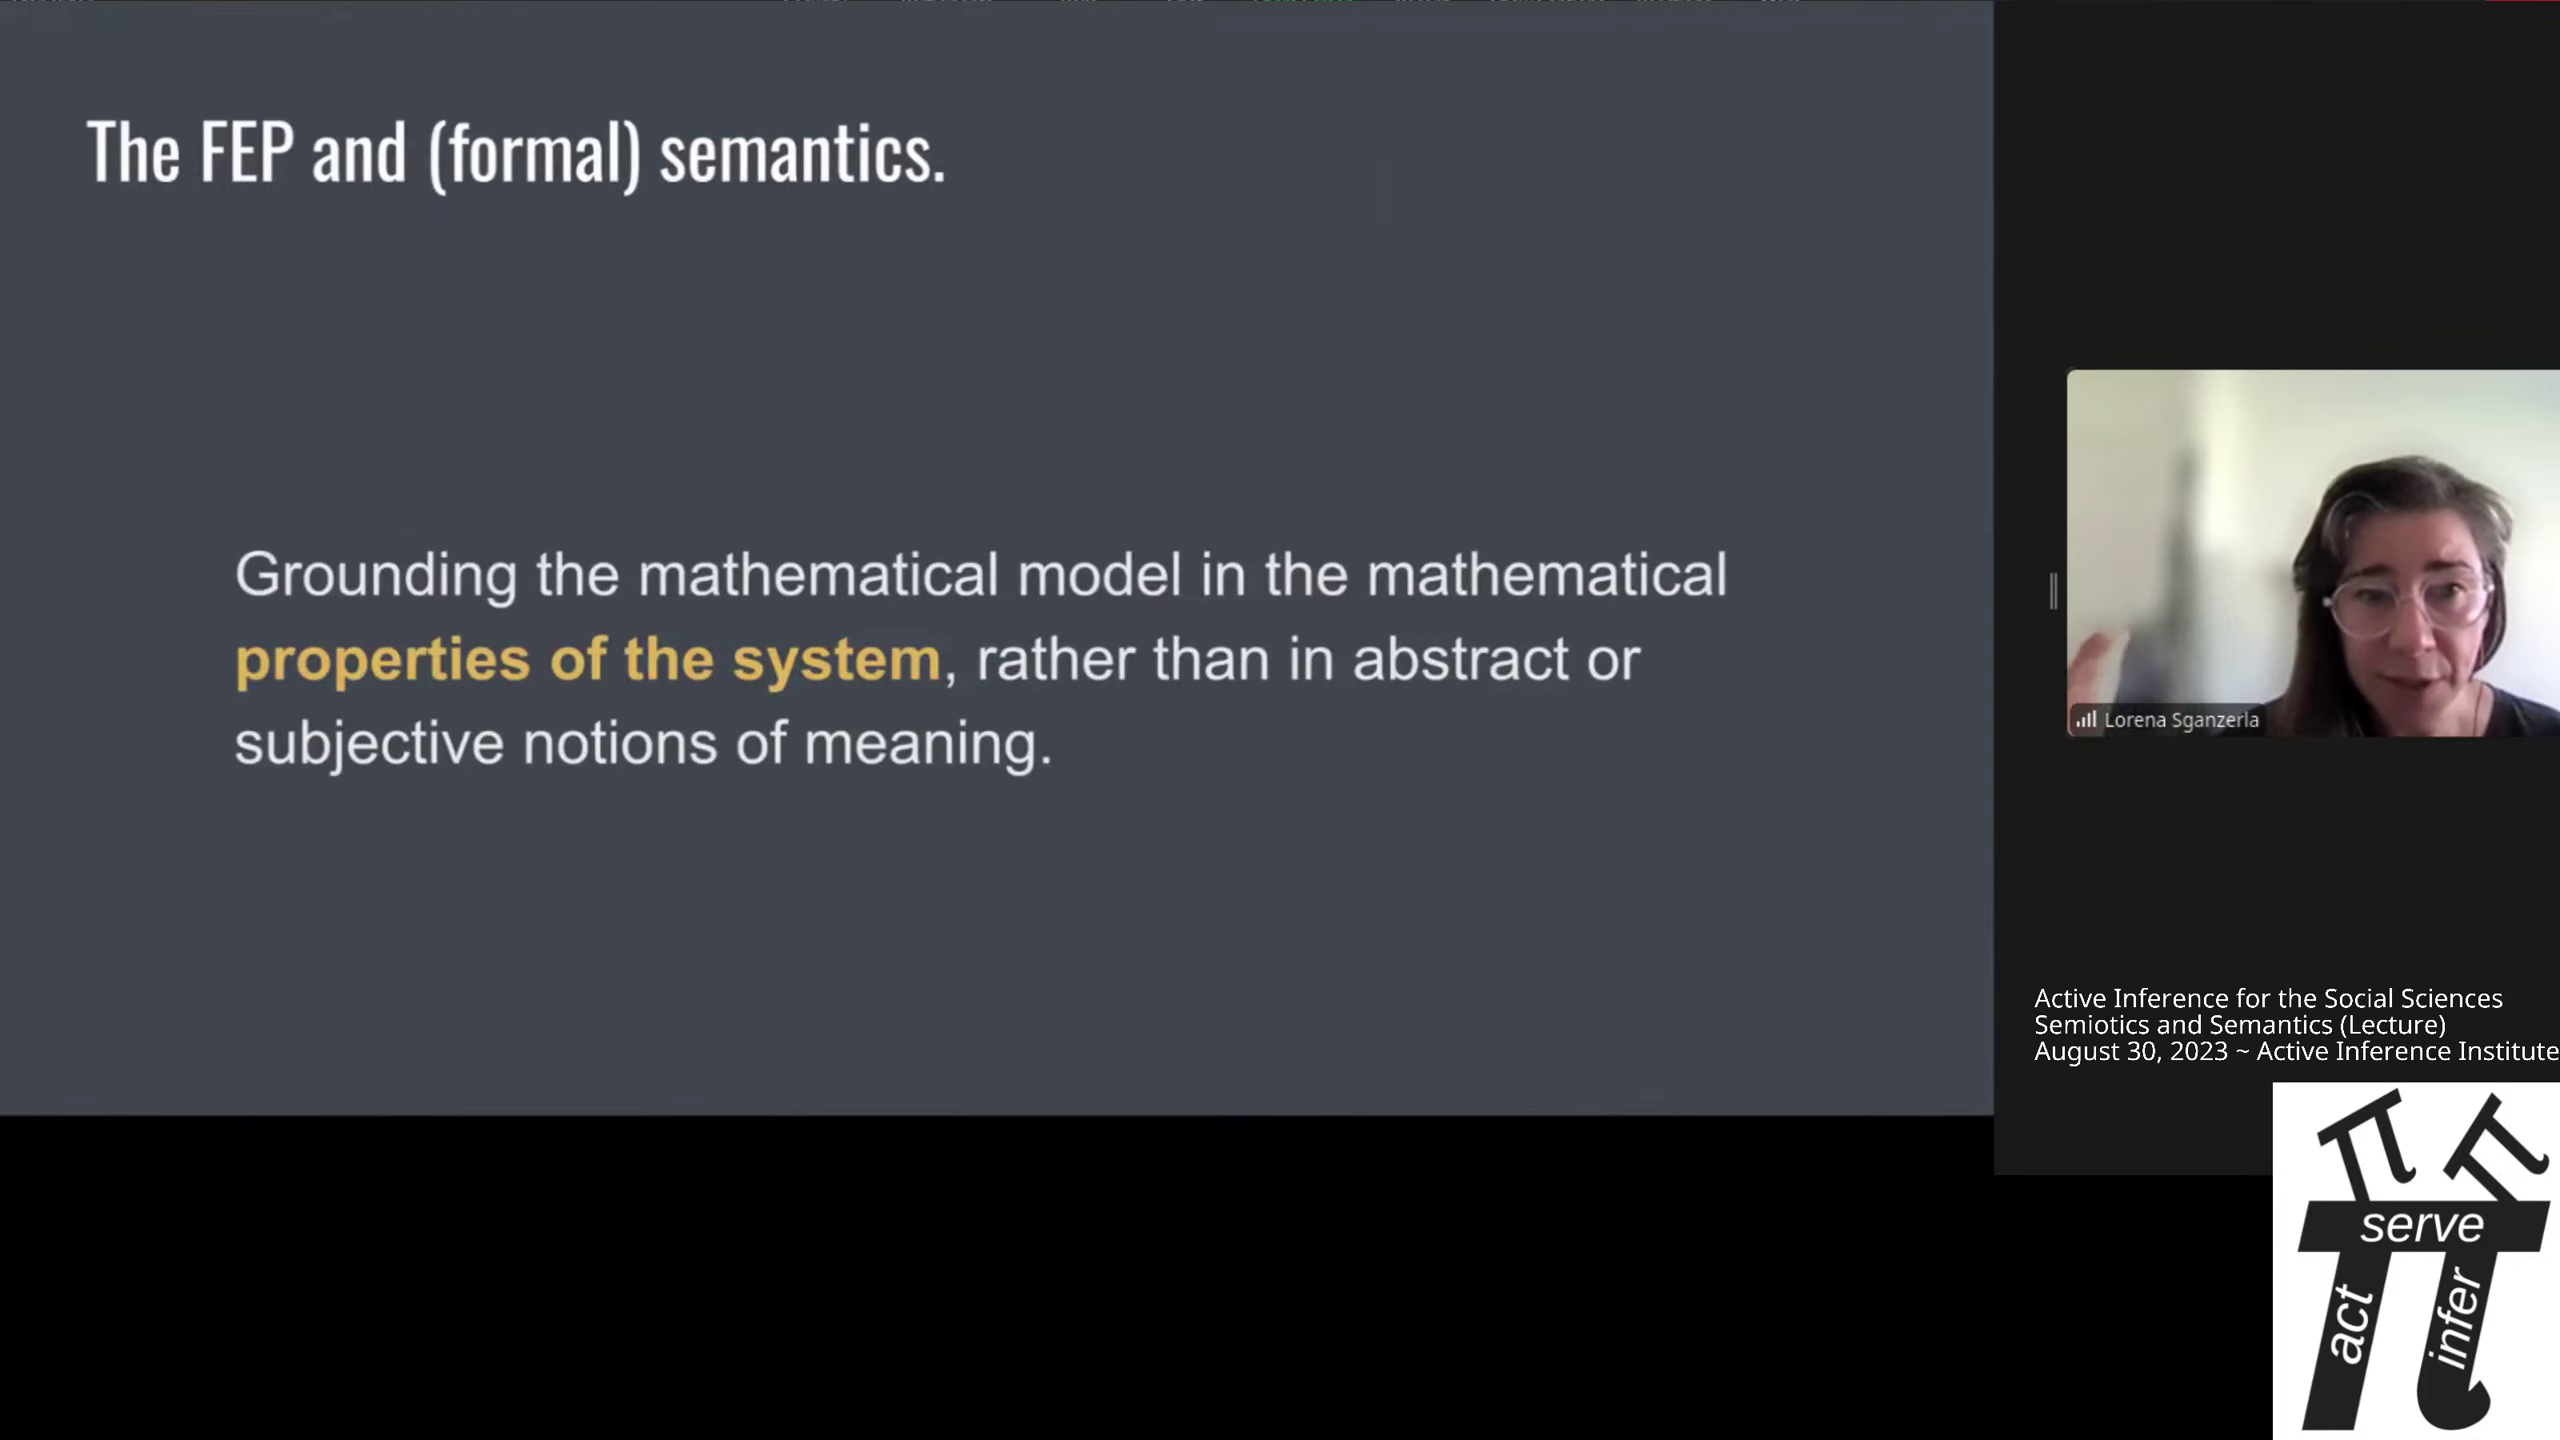 The FEP and (formal) semantics.
Grounding the mathematical model in the mathematical
properties of the system, rather than in abstract or
subjective notions of meaning.
Lorena Sganzerla
Active Inference for the Social Sciences
Semiotics and Semantics (Lecture)
August 30, 2023 ~ Active Inference Institute
serve
act
infer